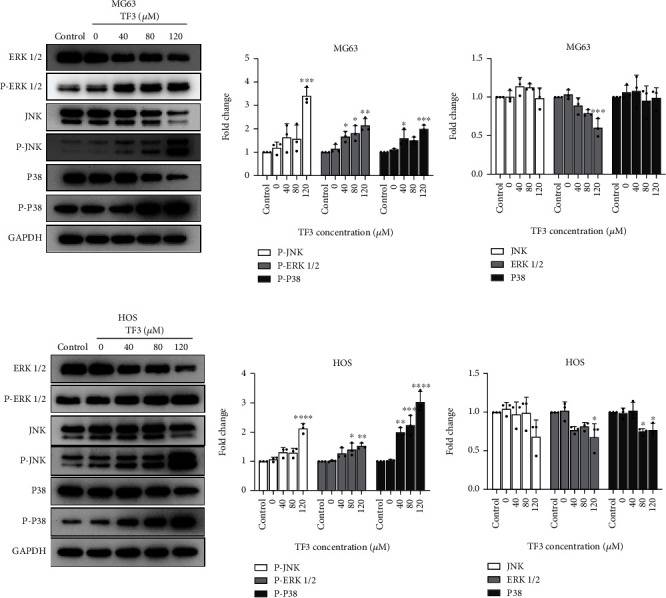 MG63
TF3 (μM)
Control 0 40 80 120
ERK 1/2
P-ERK 1/2
JNK
P-JNK
P38
P-P38
GAPDH
MG63
Fold change
5
4
3
2
1
0
*** * * ** * ***
Control 0 40 80 120 Control 0 40 80 120 Control 0 40 80 120
TF3 concentration (μM)
P-JNK
P-ERK 1/2
P-P38
MG63
Fold change
1.5
1.0
0.5
0.0
***
Control 0 40 80 120 Control 0 40 80 120 Control 0 40 80 120
TF3 concentration (μM)
JNK
ERK 1/2
P38
HOS
TF3 (μM)
Control 0 40 80 120
ERK 1/2
P-ERK 1/2
JNK
P-JNK
P38
P-P38
GAPDH
HOS
Fold change
5
4
3
2
1
0
**** * ** ** *** ****
Control 0 40 80 120 Control 0 40 80 120 Control 0 40 80 120
TF3 concentration (μM)
P-JNK
P-ERK 1/2
P-P38
HOS
Fold change
1.5
1.0
0.5
0.0
* * *
Control 0 40 80 120 Control 0 40 80 120 Control 0 40 80 120
TF3 concentration (μM)
JNK
ERK 1/2
P38